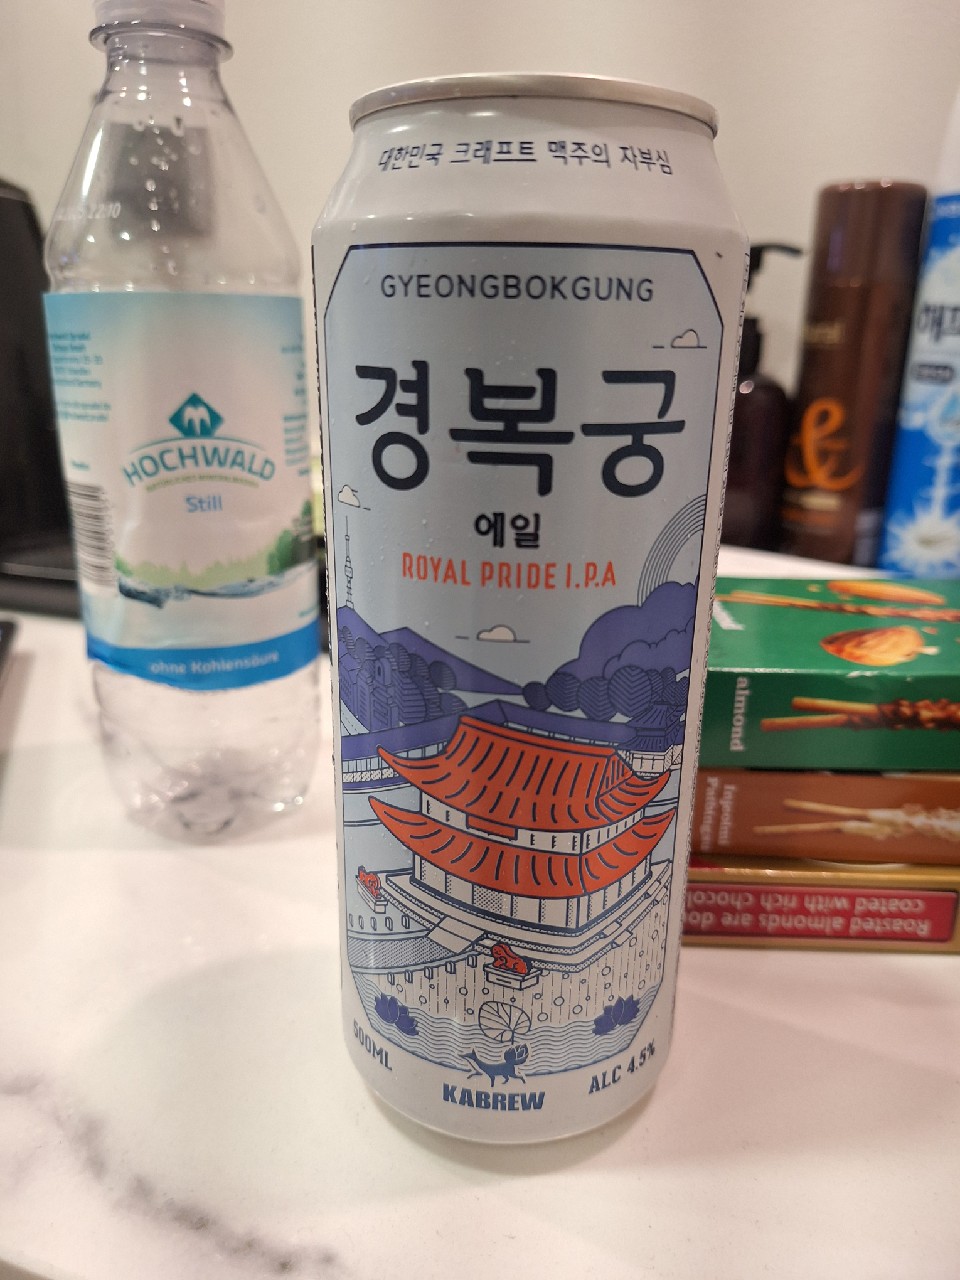 대한민국 크래프트 맥주의 자부심
GYEONGBOKGUNG
경복궁
에일
ROYAL PRIDE I.P.A
500ML
KABREW
ALC 4.5%
HOCHWALD
Still
ohne Kohlensäure
almond
Roasted almonds are
coated with rich
&